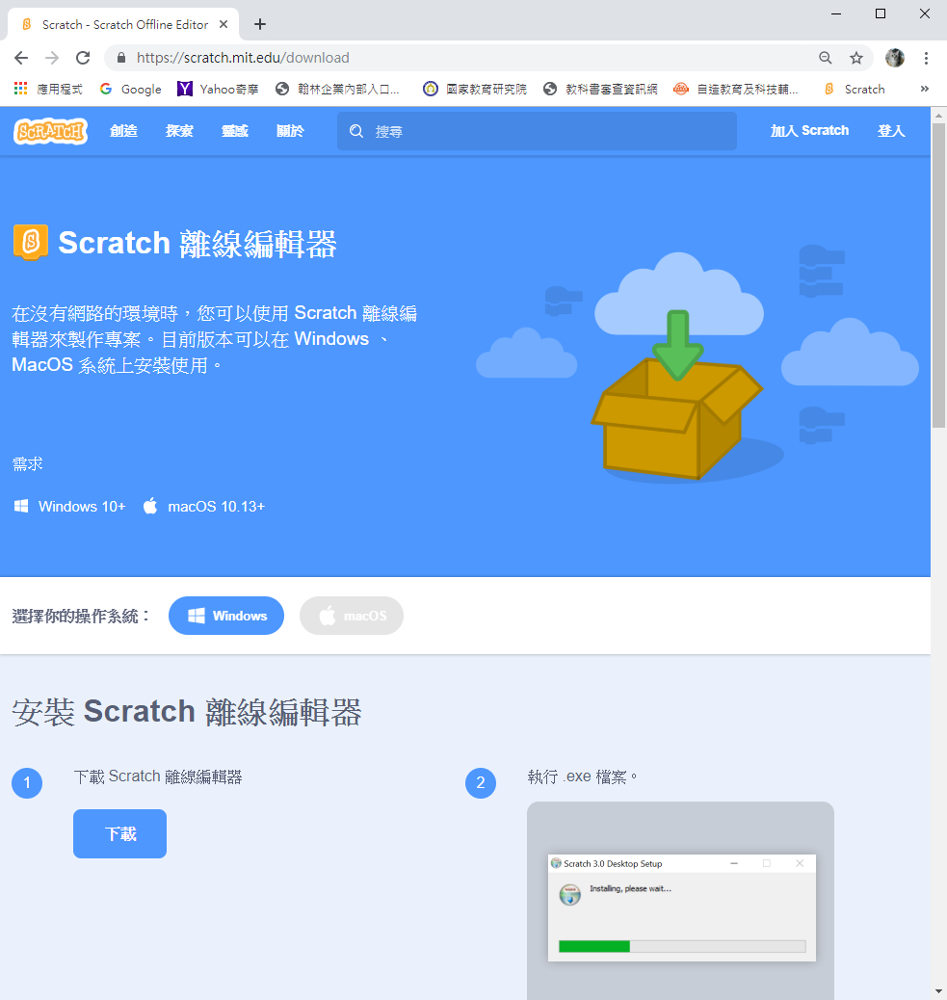 Scratch - Scratch Offline Editor
https://scratch.mit.edu/download
應用程式 Google Yahoo奇摩 翰林企業內部入口... 國家教育研究院 教科書審查資訊網 自造教育及科技輔... Scratch »
SCRATCH 創造 探索 靈感 關於 搜尋 加入 Scratch 登入
Scratch 離線編輯器
在沒有網路的環境時，您可以使用 Scratch 離線編
輯器來製作專案。目前版本可以在 Windows 、
MacOS 系統上安裝使用。
需求
Windows 10+ macOS 10.13+
選擇你的操作系統： Windows macOS
安裝 Scratch 離線編輯器
1 下載 Scratch 離線編輯器
下載
2 執行 .exe 檔案。
Scratch 3.0 Desktop Setup
Installing, please wait...